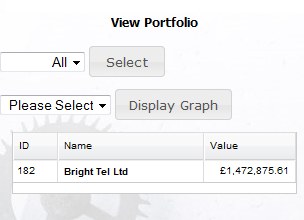 View Portfolio
All Select
Please Select Display Graph
ID Name Value
182 Bright Tel Ltd £1,472,875.61